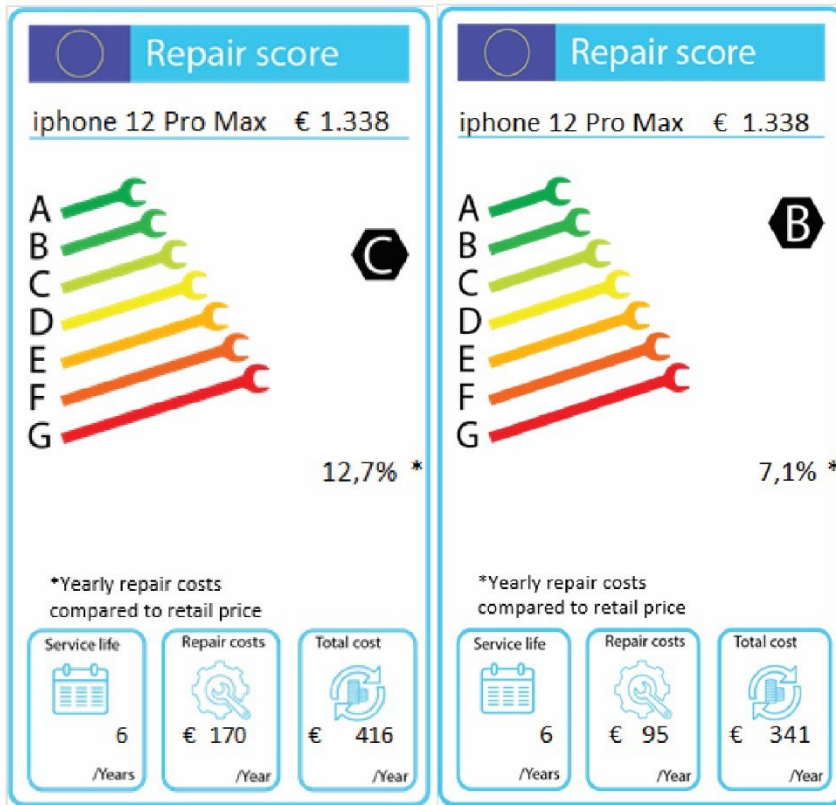 Repair score
iphone 12 Pro Max € 1.338
A
B
C
D
E
F
G
C
12,7% *
*Yearly repair costs
compared to retail price
Service life
6
/Years
Repair costs
€ 170
/Year
Total cost
€ 416
/Year
Repair score
iphone 12 Pro Max € 1.338
A
B
C
D
E
F
G
B
7,1% *
*Yearly repair costs
compared to retail price
Service life
6
/Years
Repair costs
€ 95
/Year
Total cost
€ 341
/Year